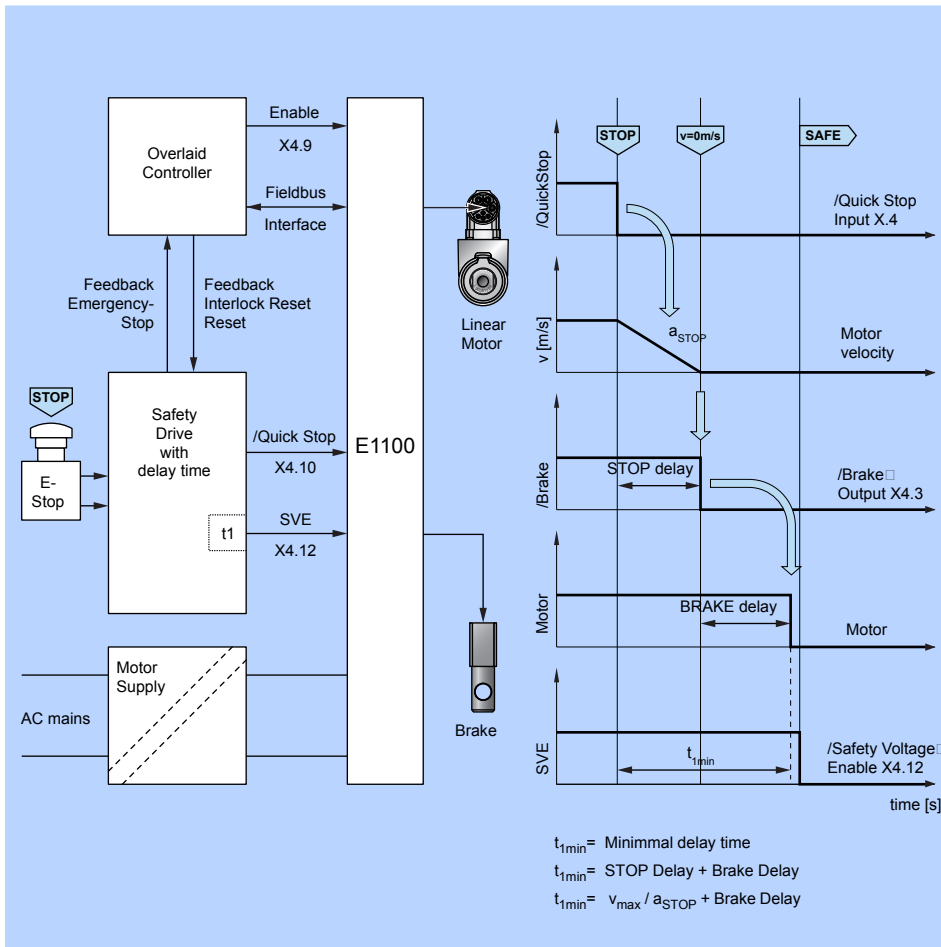 Overlaid
Controller
Enable
X4.9
Fieldbus
Interface
Feedback
Emergency-
Stop
Feedback
Interlock Reset
Reset
STOP
E-
Stop
Safety
Drive
with
delay time
t1
/Quick Stop
X4.10
SVE
X4.12
E1100
Linear
Motor
Brake
Motor
Supply
AC mains
STOP
v=0m/s
SAFE
/QuickStop
/Quick Stop
Input X.4
v [m/s]
aSTOP
Motor
velocity
/Brake
STOP delay
/Brake□
Output X4.3
Motor
BRAKE delay
Motor
SVE
t1min
/Safety Voltage□
Enable X4.12
time [s]
t1min= Minimmal delay time
t1min= STOP Delay + Brake Delay
t1min= vmax / aSTOP + Brake Delay